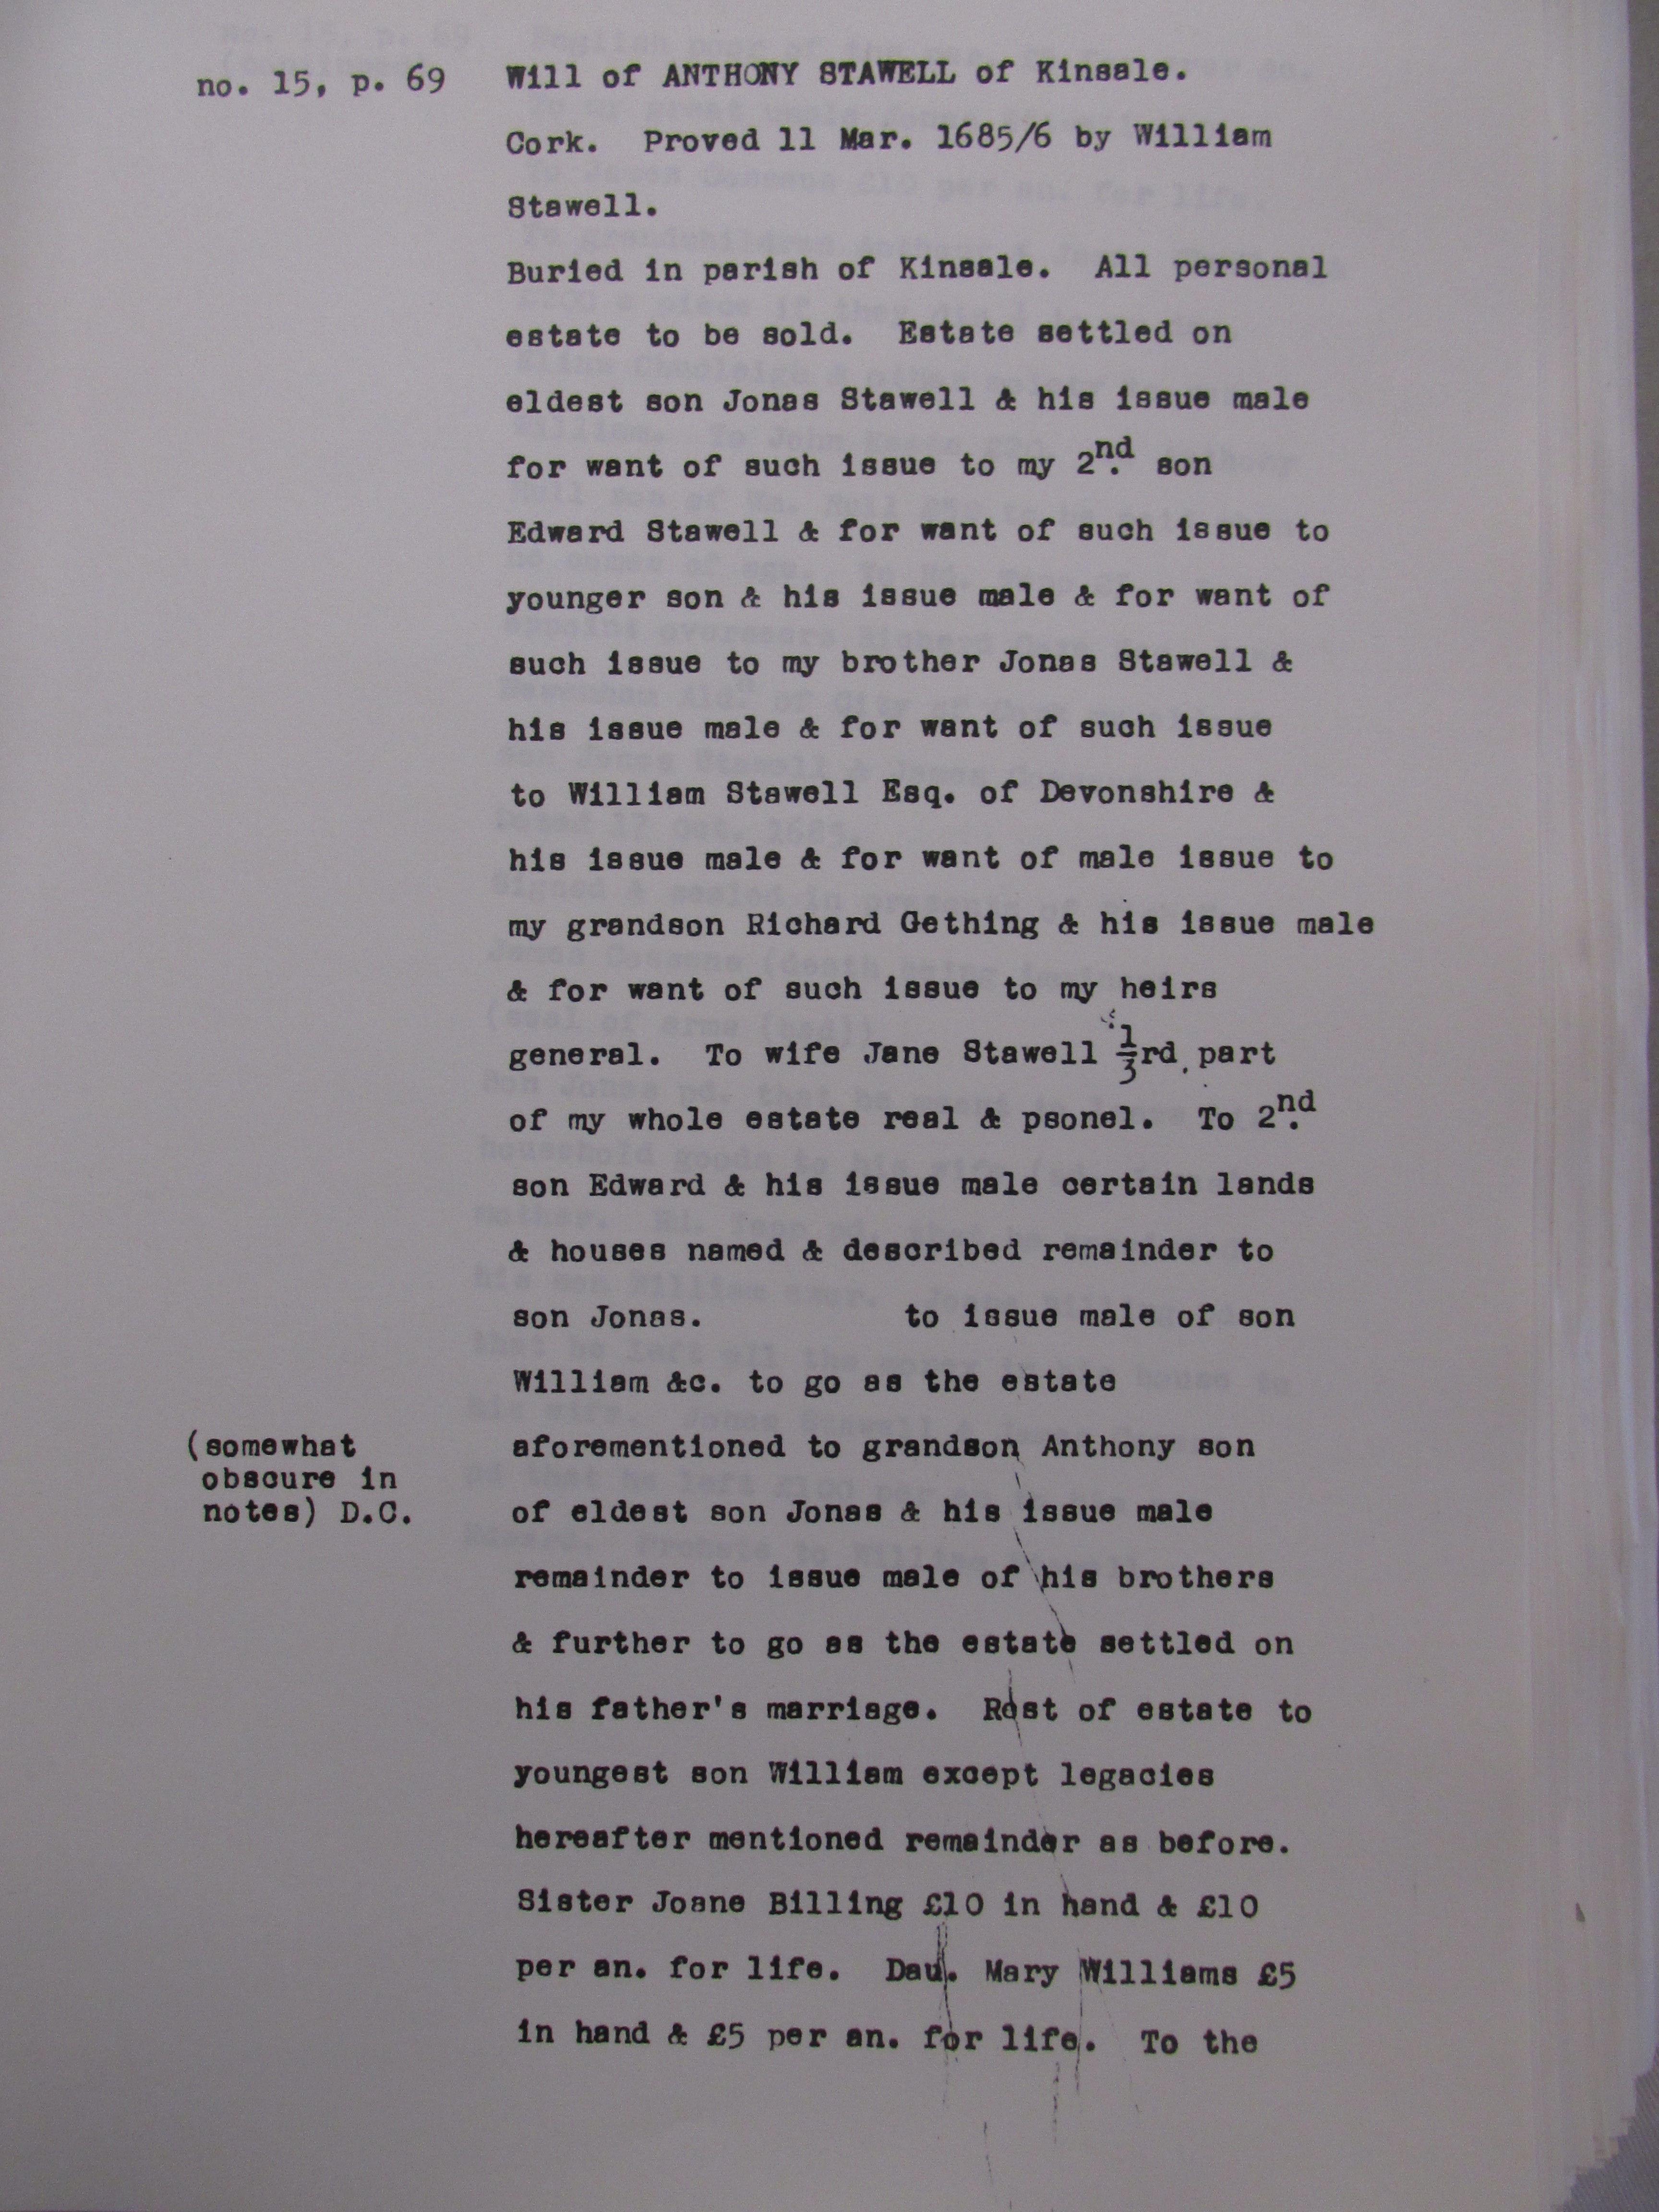 no. 15, p. 69 Will of ANTHONY STAWELL of Kinsale.
Cork. Proved 11 Mar. 1685/6 by William
Stawell.
Buried in parish of Kinsale. All personal
estate to be sold. Estate settled on
eldest son Jonas Stawell & his issue male
for want of such issue to my 2nd. son
Edward Stawell & for want of such issue to
younger son & his issue male & for want of
such issue to my brother Jonas Stawell &
his issue male & for want of such issue
to William Stawell Esq. of Devonshire &
his issue male & for want of male issue to
my grandson Richard Gething & his issue male
& for want of such issue to my heirs
general. To wife Jane Stawell 1/3rd. part
of my whole estate real & psonel. To 2nd.
son Edward & his issue male certain lands
& houses named & described remainder to
son Jonas. to issue male of son
William &c. to go as the estate
(somewhat
obscure in
notes) D.C.
aforementioned to grandson Anthony son
of eldest son Jonas & his issue male
remainder to issue male of his brothers
& further to go as the estate settled on
his father's marriage. Rest of estate to
youngest son William except legacies
hereafter mentioned remainder as before.
Sister Joane Billing £10 in hand & £10
per an. for life. Dau. Mary Williams £5
in hand & £5 per an. for life. To the